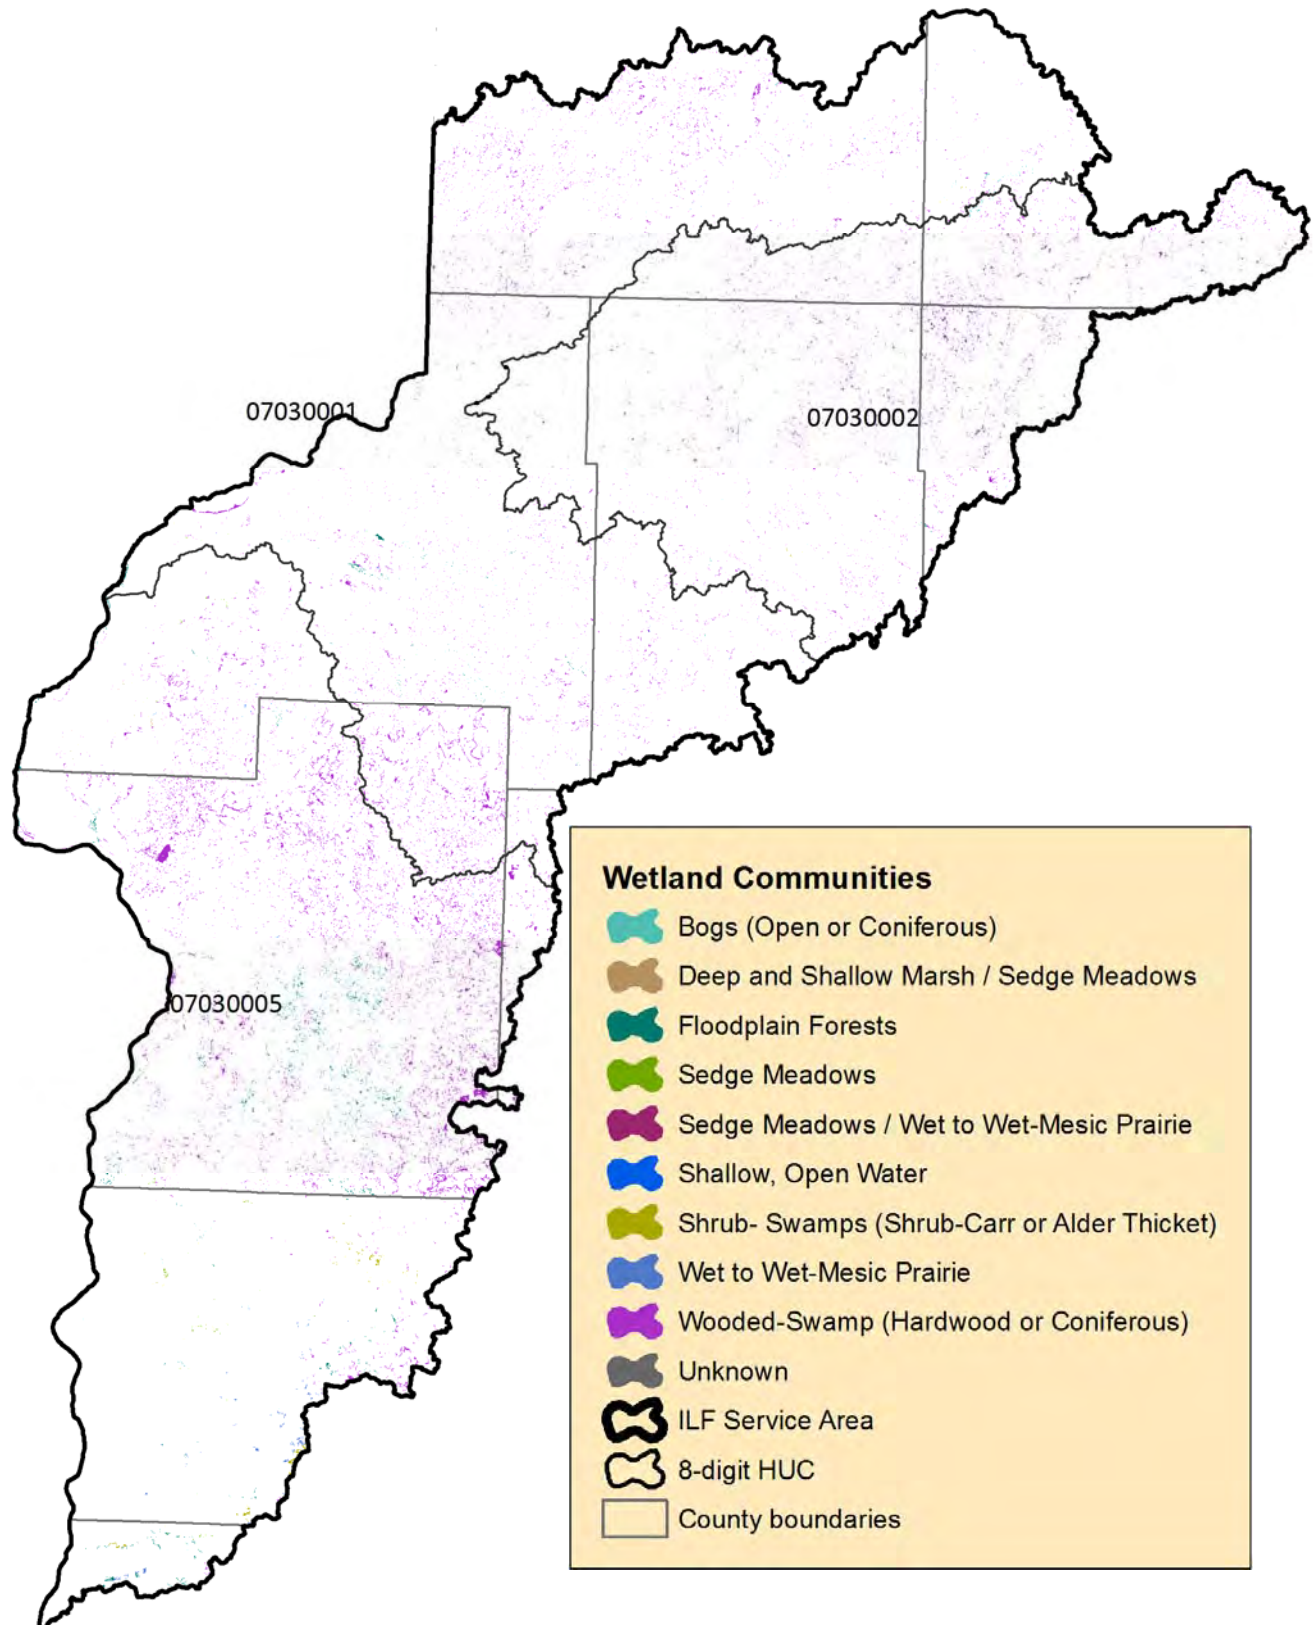 07030001
07030002
07030005
Wetland Communities
Bogs (Open or Coniferous)
Deep and Shallow Marsh / Sedge Meadows
Floodplain Forests
Sedge Meadows
Sedge Meadows / Wet to Wet-Mesic Prairie
Shallow, Open Water
Shrub- Swamps (Shrub-Carr or Alder Thicket)
Wet to Wet-Mesic Prairie
Wooded-Swamp (Hardwood or Coniferous)
Unknown
ILF Service Area
8-digit HUC
County boundaries